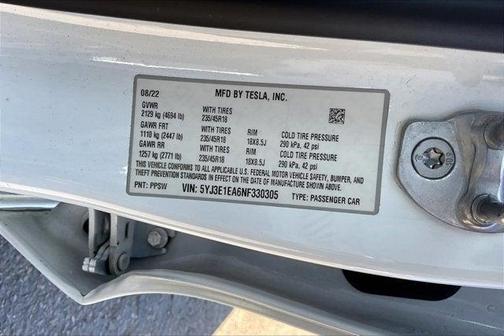 MFD BY TESLA, INC.
08/22
GVWR WITH TIRES
2129 kg (4694 lb) 235/45R18
GAWR FRT WITH TIRES RIM COLD TIRE PRESSURE
1110 kg (2447 lb) 235/45R18 18X8.5J 290 kPa, 42 psi
GAWR RR WITH TIRES RIM COLD TIRE PRESSURE
1257 kg (2771 lb) 235/45R18 18X8.5J 290 kPa, 42 psi
THIS VEHICLE CONFORMS TO ALL APPLICABLE U.S. FEDERAL MOTOR VEHICLE SAFETY, BUMPER, AND
THEFT PREVENTION STANDARDS IN EFFECT ON THE DATE OF MANUFACTURE SHOWN ABOVE.
PNT: PPSW VIN: 5YJ3E1EA6NF330305 TYPE: PASSENGER CAR